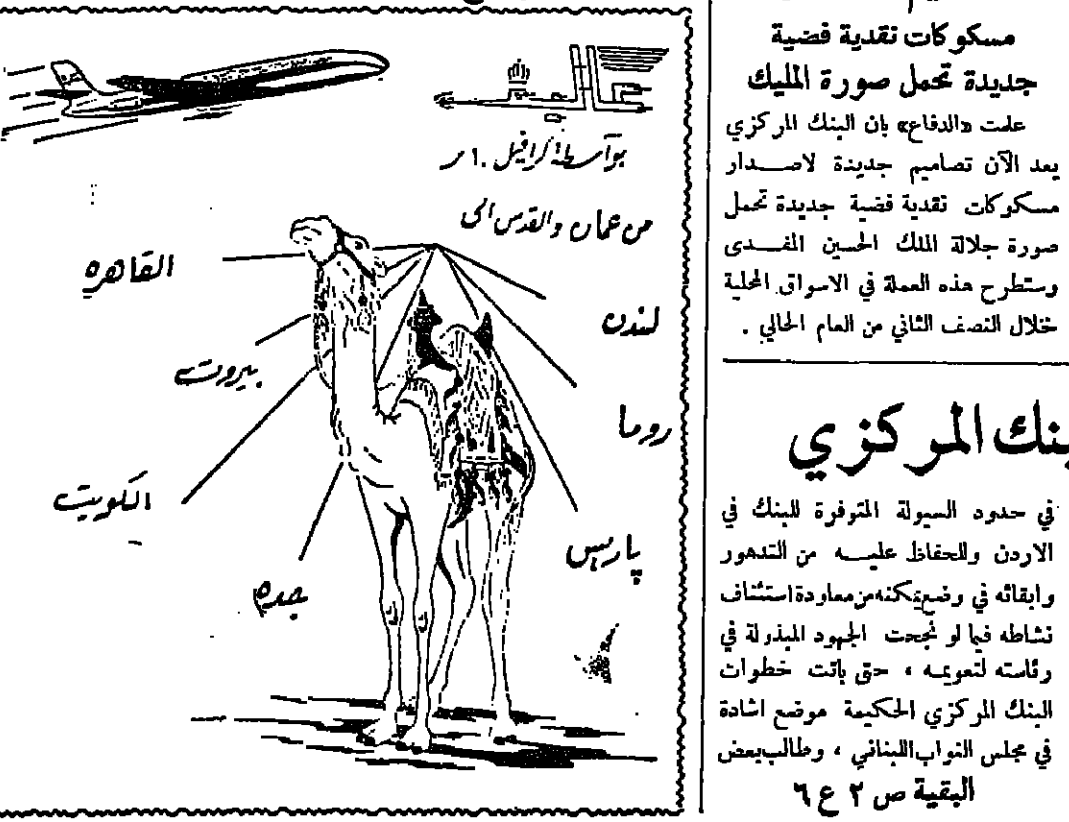 مسكوكات نقدية فضية
جديدة تحمل صورة المليك
علمت «الدفاع» بان البنك المركزي
يعد الآن تصاميم جديدة لاصدار
مسكوكات نقدية فضية جديدة تحمل
صورة جلالة الملك الحسين المفدى
وستطرح هذه العملة في الاسواق المحلية
خلال النصف الثاني من العام الحالي .
بنك المركزي
في حدود السيولة المتوفرة للبنك في
الاردن وللحفاظ عليه من التدهور
وابقائه في وضع يمكنه من معاودة استئناف
نشاطه فيما لو نجحت الجهود المبذولة في
رئاسته لتعويمه ، حتى باتت خطوات
البنك المركزي الحكيمة موضع اشادة
في مجلس النواب اللبناني ، وطالب بعض
البقية ص ٢ ع ٦
بواسطة كرافيل ١٠ ر
من عمان والقدس الى
القاهره
لندن
بيروت
روما
الكويت
پاريس
جده